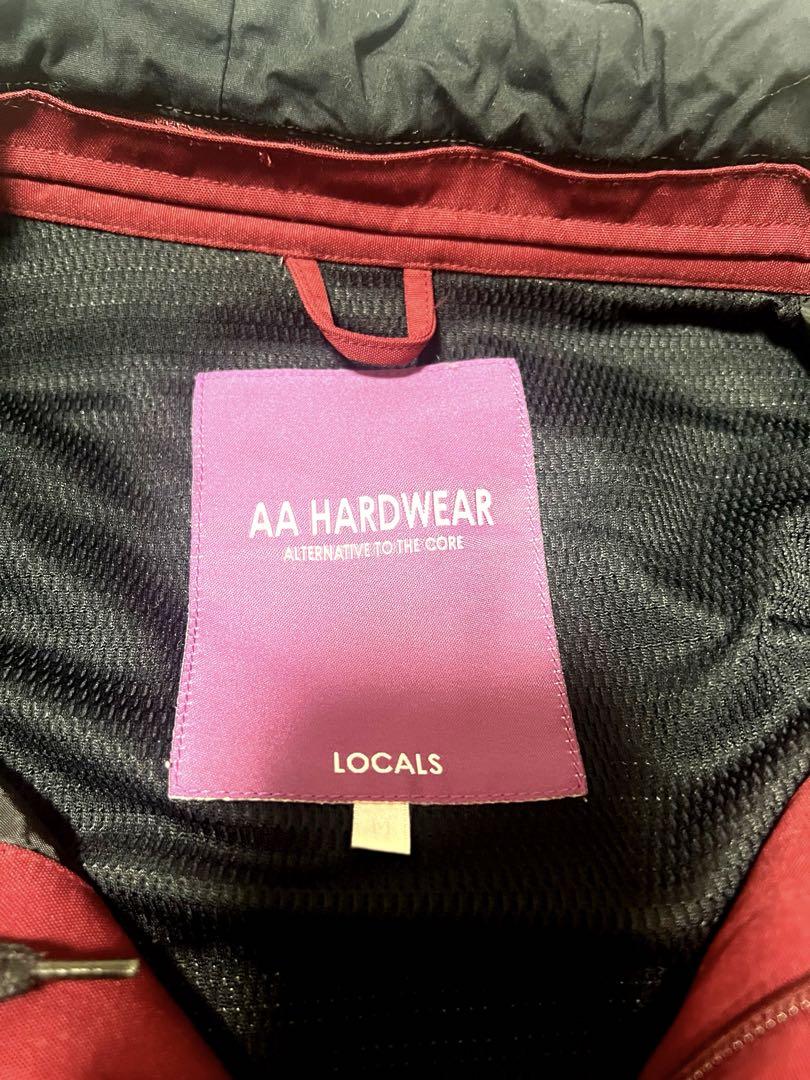 AA HARDWEAR
ALTERNATIVE TO THE CORE
LOCALS
M